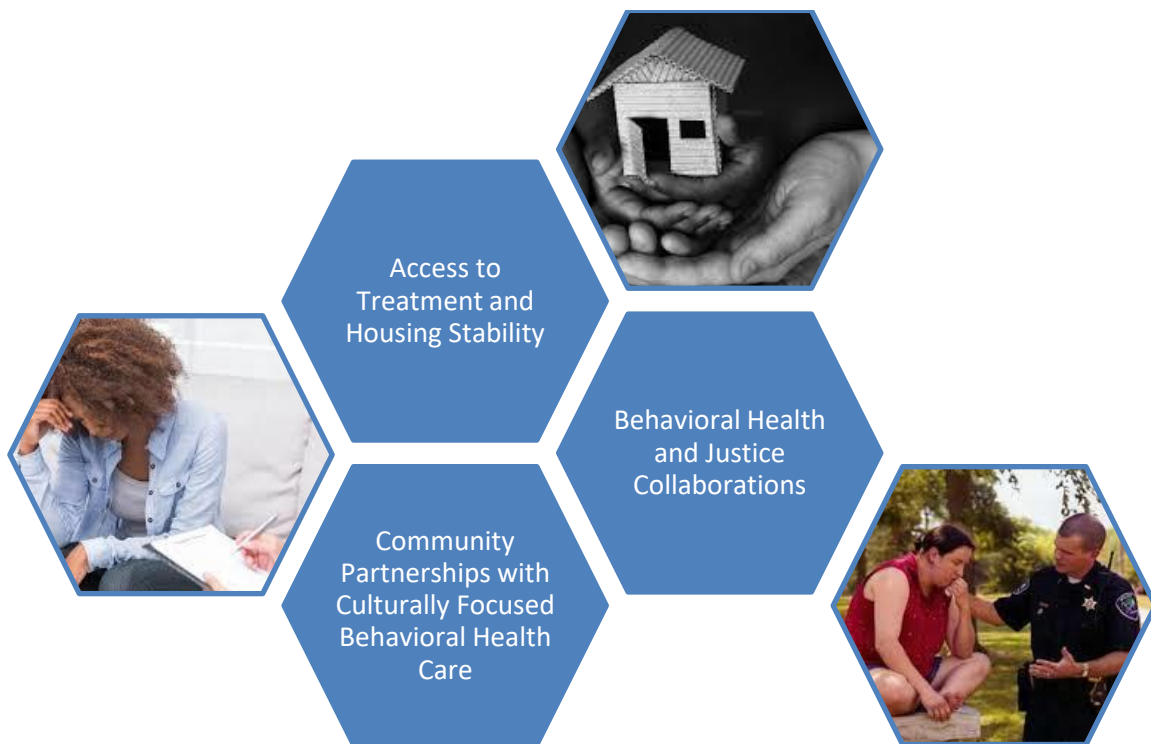 Access to
Treatment and
Housing Stability
Behavioral Health
and Justice
Collaborations
Community
Partnerships with
Culturally Focused
Behavioral Health
Care